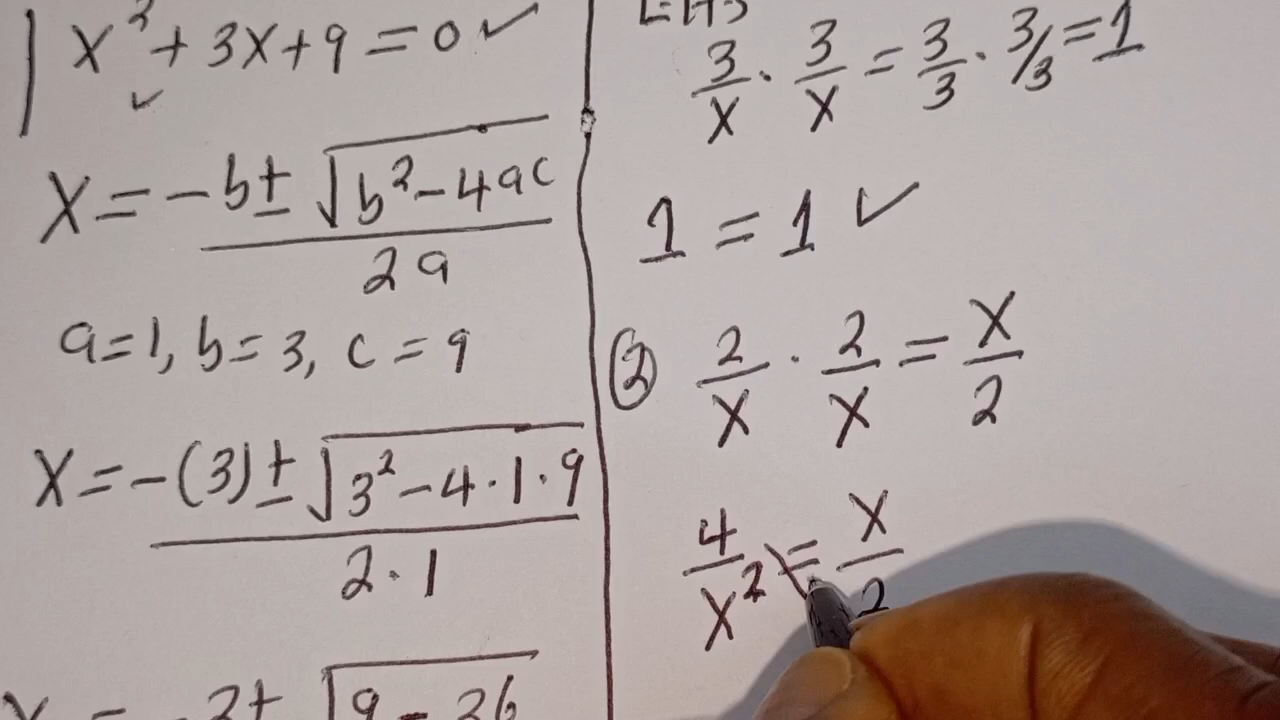 x² + 3x + 9 = 0 ✓
✓
x = -b ± √(b² - 4ac) / 2a
a = 1, b = 3, c = 9
x = -(3) ± √(3² - 4 · 1 · 9) / 2 · 1
3/x · 3/x = 3/3 · 3/3 = 1
1 = 1 ✓
② 2/x · 2/x = x/2
4/x² = x/2